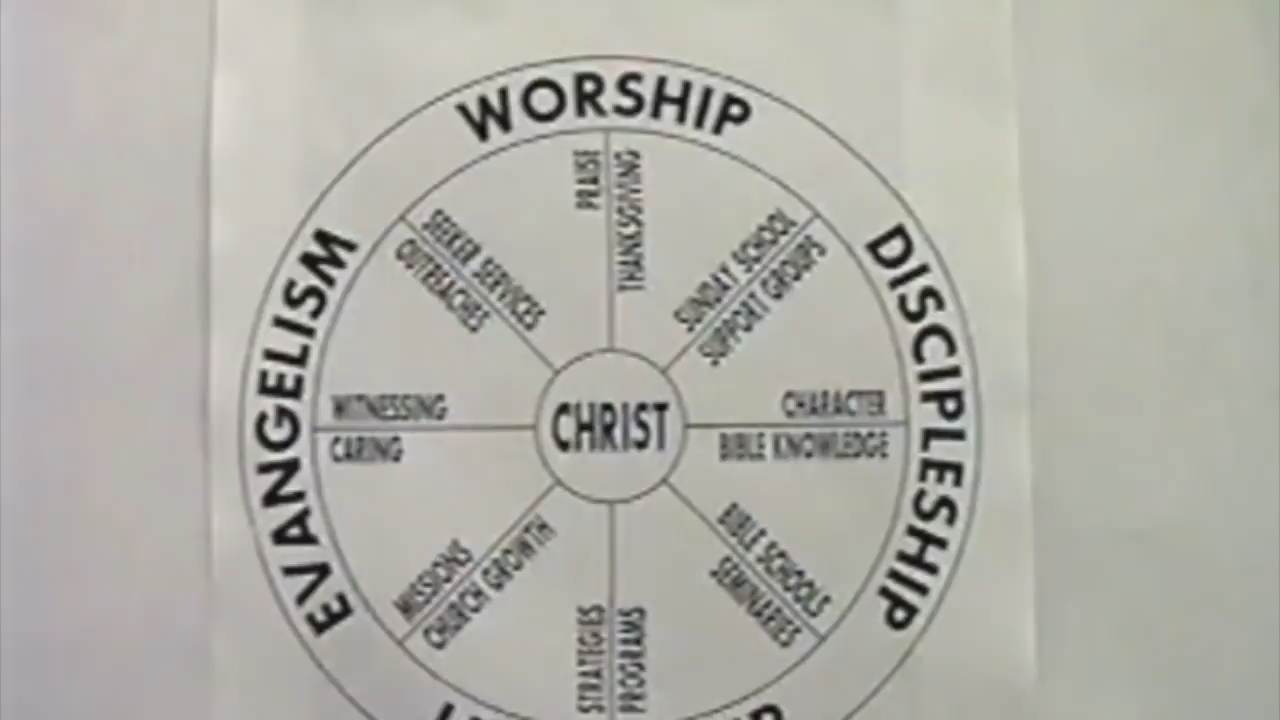 WORSHIP
PRAISE
THANKSGIVING
SEEKER SERVICES
OUTREACHES
SUNDAY SCHOOL
SUPPORT GROUPS
EVANGELISM
DISCIPLESHIP
WITNESSING
CARING
CHRIST
CHARACTER
BIBLE KNOWLEDGE
MISSIONS
CHURCH GROWTH
BIBLE SCHOOLS
SEMINARIES
STRATEGIES
PROGRAMS